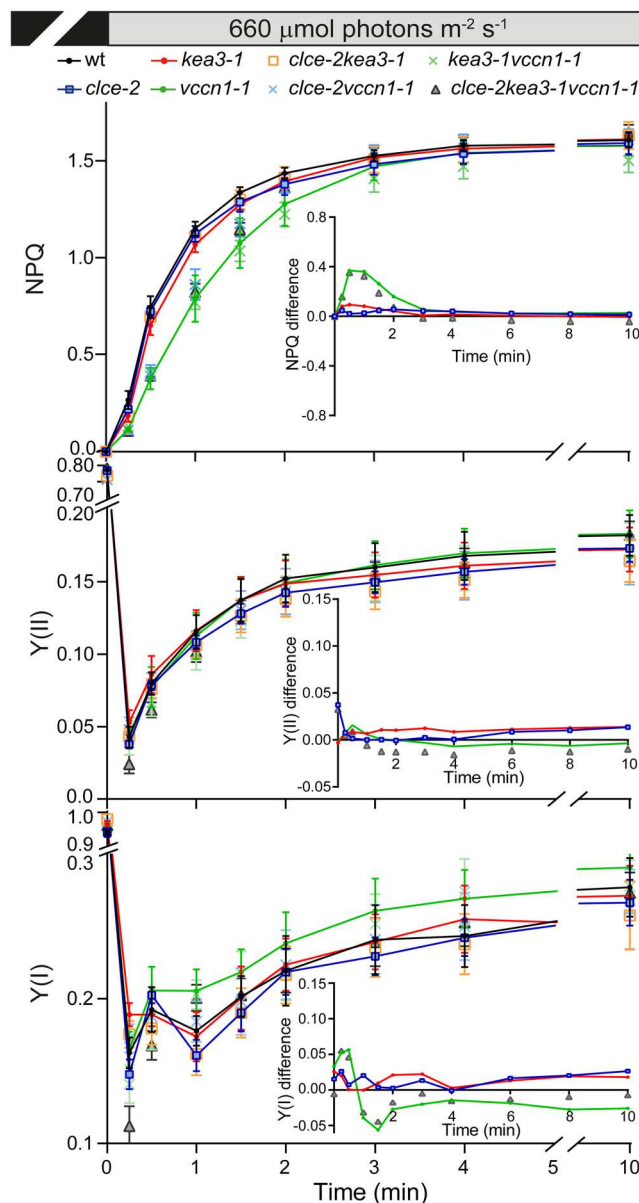 660 μmol photons m⁻² s⁻¹
wt kea3-1 clce-2kea3-1 kea3-1vccn1-1
clce-2 vccn1-1 clce-2vccn1-1 clce-2kea3-1vccn1-1
NPQ
1.5
1.0
0.5
0.0
NPQ difference
0.8
0.4
0.0
-0.4
-0.8
2 4 6 8 10
Time (min)
Y(II)
0.80
0.70
0.20
0.15
0.10
0.05
0.0
Y(II) difference
0.15
0.10
0.05
0.00
-0.05
2 4 6 8 10
Time (min)
Y(I)
1.0
0.9
0.3
0.2
0.1
Y(I) difference
0.15
0.10
0.05
0.00
-0.05
2 4 6 8 10
Time (min)
0 1 2 3 4 5 10
Time (min)